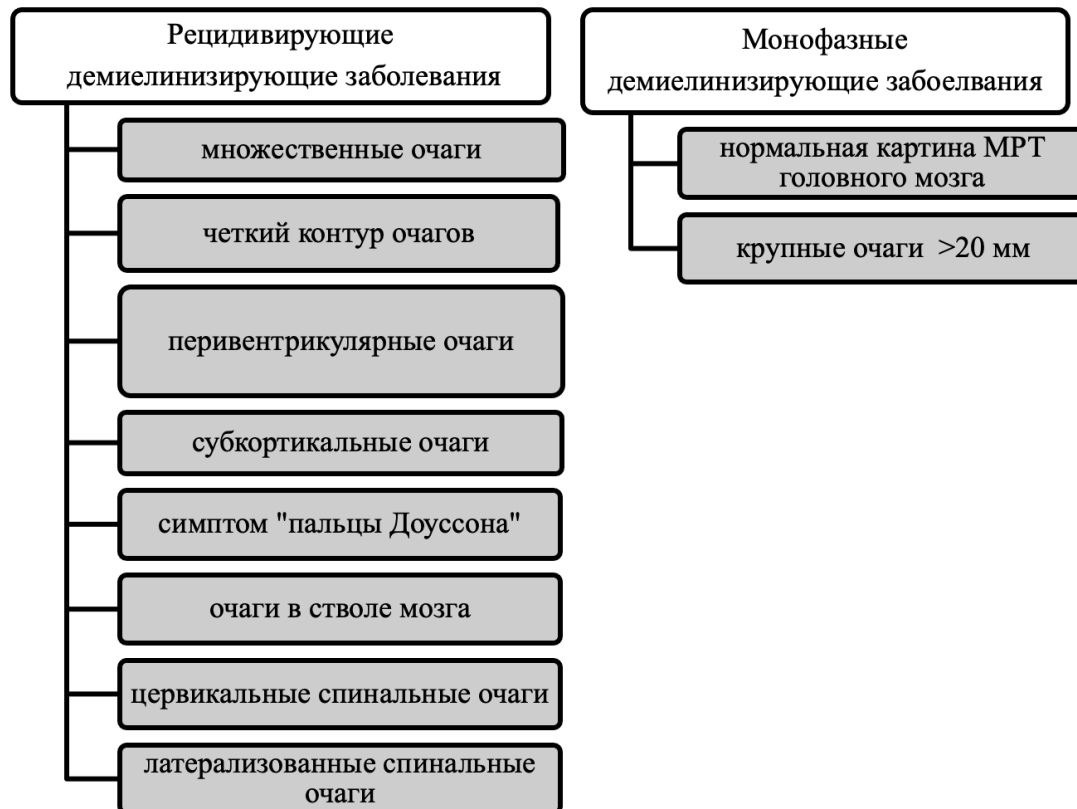 Рецидивирующие
демиелинизирующие заболевания
множественные очаги
четкий контур очагов
перивентрикулярные очаги
субкортикальные очаги
симптом "пальцы Доуссона"
очаги в стволе мозга
цервикальные спинальные очаги
латерализованные спинальные
очаги
Монофазные
демиелинизирующие забоелвания
нормальная картина МРТ
головного мозга
крупные очаги >20 мм